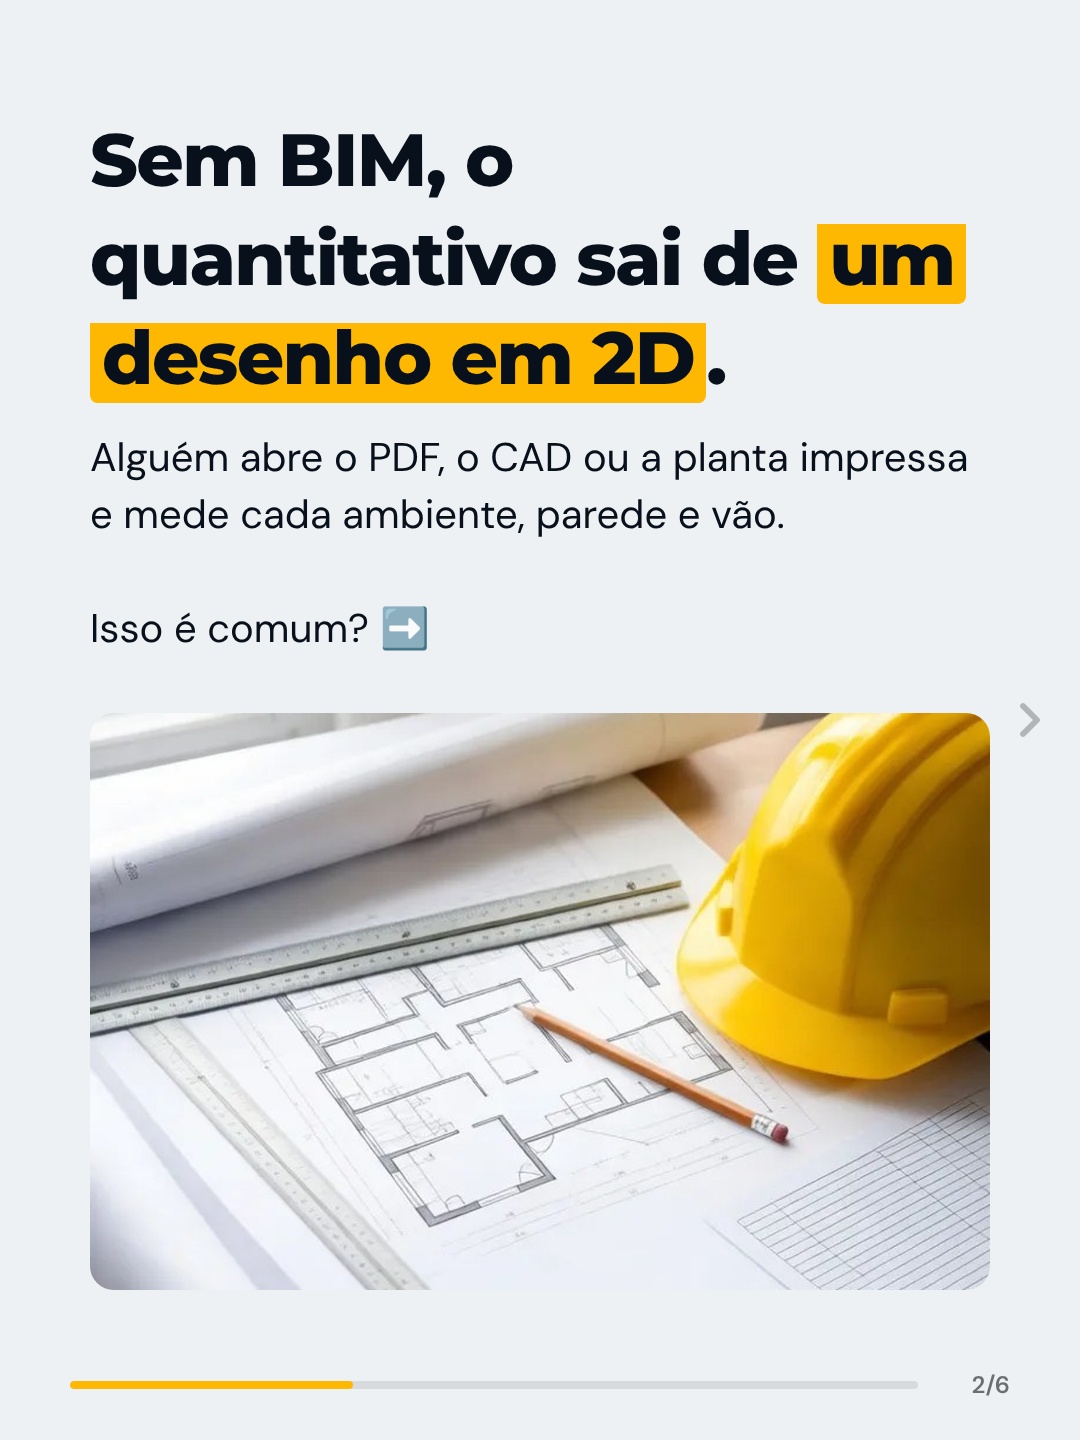 Sem BIM, o
quantitativo sai de um
desenho em 2D.
Alguém abre o PDF, o CAD ou a planta impressa
e mede cada ambiente, parede e vão.
Isso é comum? ➡️
2/6